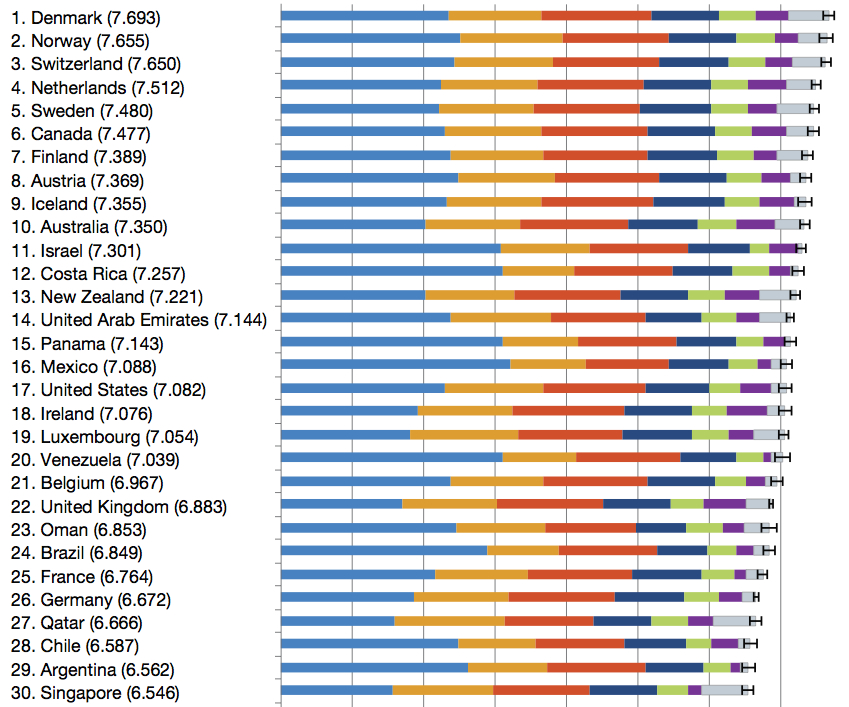 1. Denmark (7.693)
2. Norway (7.655)
3. Switzerland (7.650)
4. Netherlands (7.512)
5. Sweden (7.480)
6. Canada (7.477)
7. Finland (7.389)
8. Austria (7.369)
9. Iceland (7.355)
10. Australia (7.350)
11. Israel (7.301)
12. Costa Rica (7.257)
13. New Zealand (7.221)
14. United Arab Emirates (7.144)
15. Panama (7.143)
16. Mexico (7.088)
17. United States (7.082)
18. Ireland (7.076)
19. Luxembourg (7.054)
20. Venezuela (7.039)
21. Belgium (6.967)
22. United Kingdom (6.883)
23. Oman (6.853)
24. Brazil (6.849)
25. France (6.764)
26. Germany (6.672)
27. Qatar (6.666)
28. Chile (6.587)
29. Argentina (6.562)
30. Singapore (6.546)